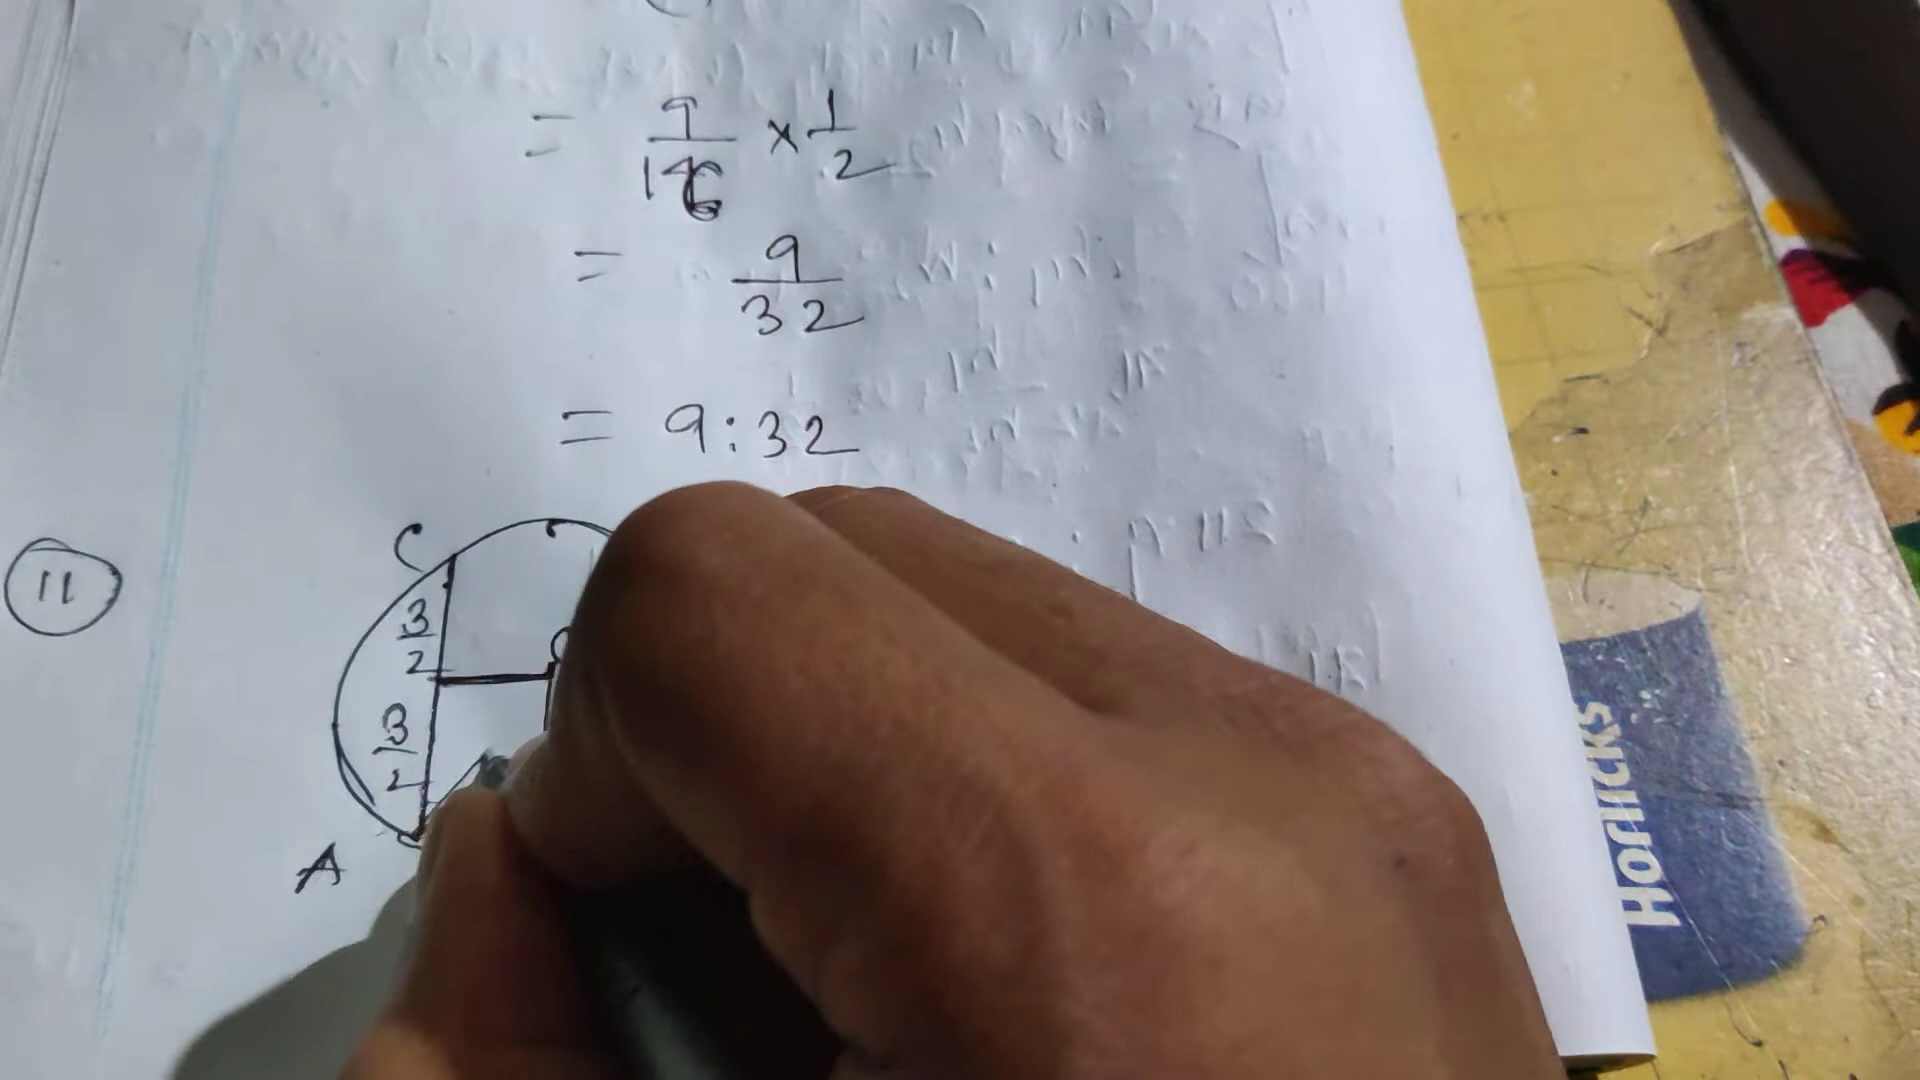 = 9/16 × 1/2
= 9/32
= 9:32
11
C
3/2
3/2
A
Horlicks